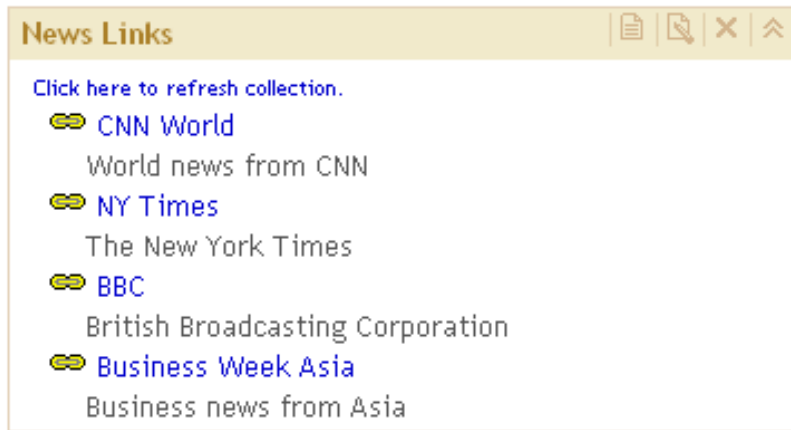 News Links
Click here to refresh collection.
CNN World
World news from CNN
NY Times
The New York Times
BBC
British Broadcasting Corporation
Business Week Asia
Business news from Asia